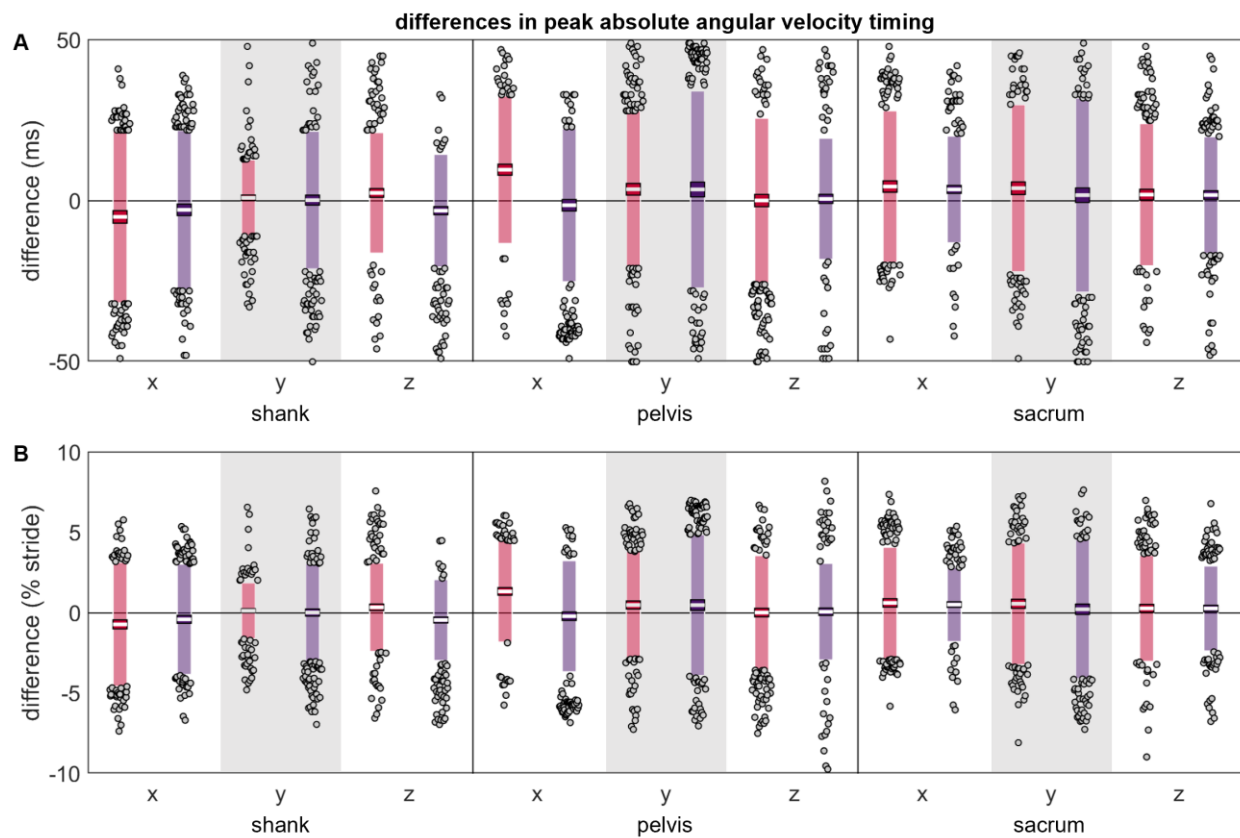 differences in peak absolute angular velocity timing
A
difference (ms)
50
0
-50
x y z x y z x y z
shank pelvis sacrum
B
difference (% stride)
10
5
0
-5
-10
x y z x y z x y z
shank pelvis sacrum